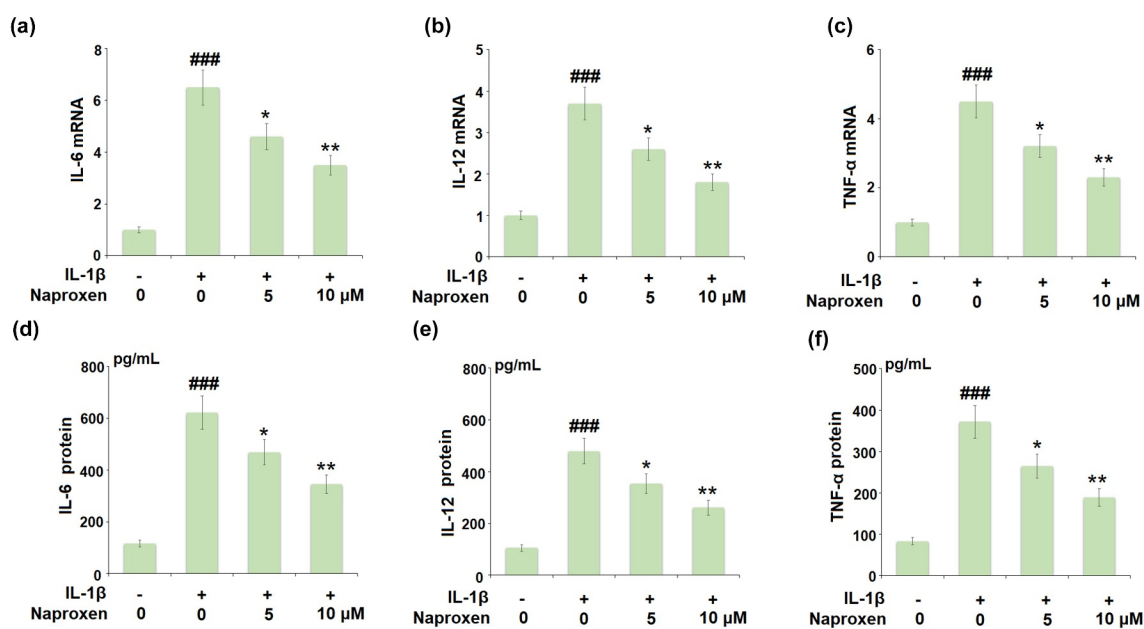 (a)
IL-6 mRNA
8
6
4
2
0
###
*
**
IL-1β - + + +
Naproxen 0 0 5 10 µM
(b)
IL-12 mRNA
5
4
3
2
1
0
###
*
**
IL-1β - + + +
Naproxen 0 0 5 10 µM
(c)
TNF-α mRNA
6
4
2
0
###
*
**
IL-1β - + + +
Naproxen 0 0 5 10 µM
(d)
pg/mL
IL-6 protein
800
600
400
200
0
###
*
**
IL-1β - + + +
Naproxen 0 0 5 10 µM
(e)
pg/mL
IL-12 protein
800
600
400
200
0
###
*
**
IL-1β - + + +
Naproxen 0 0 5 10 µM
(f)
pg/mL
TNF-α protein
500
400
300
200
100
0
###
*
**
IL-1β - + + +
Naproxen 0 0 5 10 µM